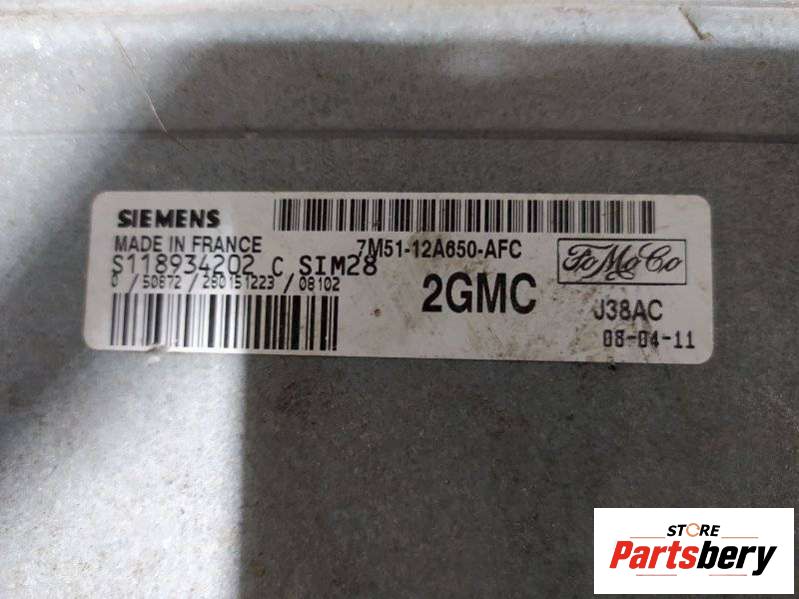 SIEMENS
MADE IN FRANCE
7M51-12A650-AFC
S118934202 C SIM28
0 /50872 / 280151223 / 08102
2GMC
FoMoCo
J38AC
08-04-11
STORE
Partsbery